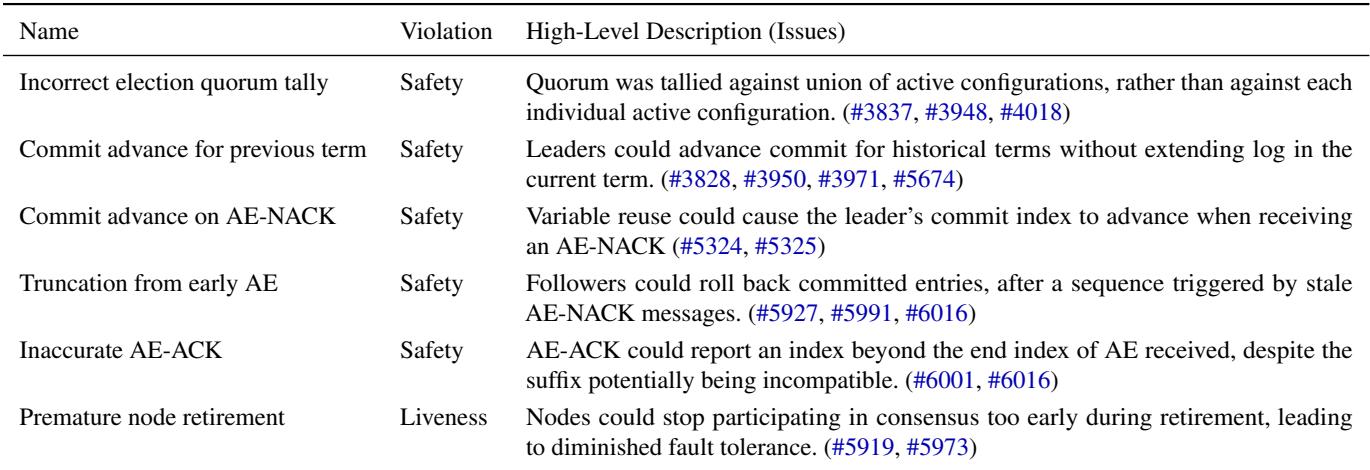 Name Violation High-Level Description (Issues)
Incorrect election quorum tally Safety Quorum was tallied against union of active configurations, rather than against each
individual active configuration. (#3837, #3948, #4018)
Commit advance for previous term Safety Leaders could advance commit for historical terms without extending log in the
current term. (#3828, #3950, #3971, #5674)
Commit advance on AE-NACK Safety Variable reuse could cause the leader's commit index to advance when receiving
an AE-NACK (#5324, #5325)
Truncation from early AE Safety Followers could roll back committed entries, after a sequence triggered by stale
AE-NACK messages. (#5927, #5991, #6016)
Inaccurate AE-ACK Safety AE-ACK could report an index beyond the end index of AE received, despite the
suffix potentially being incompatible. (#6001, #6016)
Premature node retirement Liveness Nodes could stop participating in consensus too early during retirement, leading
to diminished fault tolerance. (#5919, #5973)